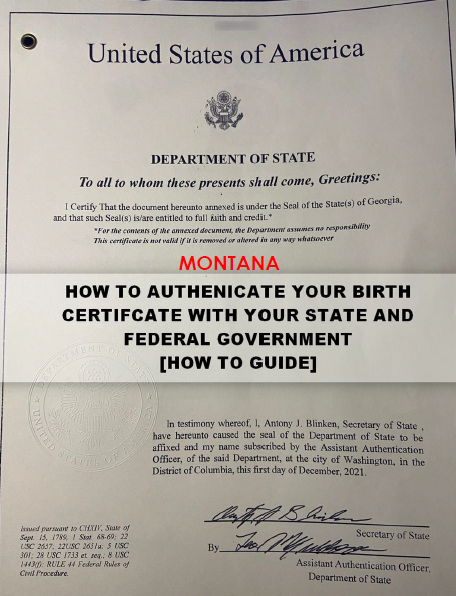 United States of America
DEPARTMENT OF STATE
To all to whom these presents shall come, Greetings:
I Certify That the document hereunto annexed is under the Seal of the State(s) of Georgia,
and that such Seal(s) is/are entitled to full faith and credit.*
*For the contents of the annexed document, the Department assumes no responsibility
This certificate is not valid if it is removed or altered in any way whatsoever
MONTANA
HOW TO AUTHENICATE YOUR BIRTH
CERTIFCATE WITH YOUR STATE AND
FEDERAL GOVERNMENT
[HOW TO GUIDE]
In testimony whereof, I, Antony J. Blinken, Secretary of State ,
have hereunto caused the seal of the Department of State to be
affixed and my name subscribed by the Assistant Authentication
Officer, of the said Department, at the city of Washington, in the
District of Columbia, this first day of December, 2021.
Issued pursuant to CHXIV, State of
Sept. 15, 1789, 1 Stat. 68-69; 22
USC 2657; 22USC 2651a; 5 USC
301; 28 USC 1733 et. seq.; 8 USC
1443(f); RULE 44 Federal Rules of
Civil Procedure.
Secretary of State
By
Assistant Authentication Officer,
Department of State